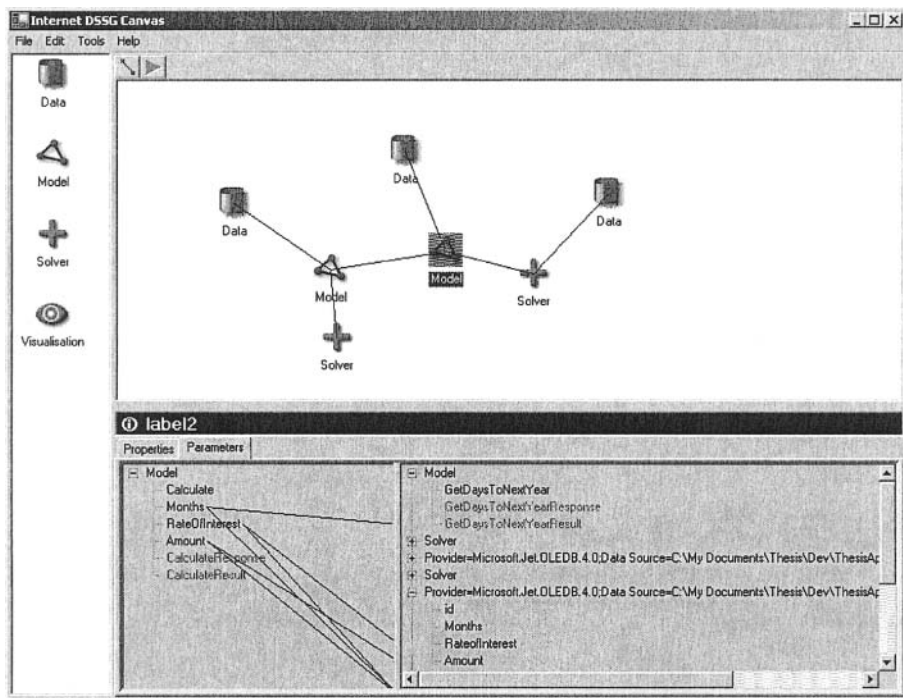 Internet DSSG Canvas
File Edit Tools Help
Data
Model
Solver
Visualisation
Data
Data
Data
Model
Model
Solver
Solver
label2
Properties Parameters
Model
Calculate
Months
RateOfInterest
Amount
CalculateResponse
CalculateResult
Model
GetDaysToNextYear
GetDaysToNextYearResponse
GetDaysToNextYearResult
Solver
Provider=Microsoft.Jet.OLEDB.4.0;Data Source=C:\My Documents\Thesis\Dev\ThesisAp
Solver
Provider=Microsoft.Jet.OLEDB.4.0;Data Source=C:\My Documents\Thesis\Dev\ThesisAp
id
Months
RateofInterest
Amount